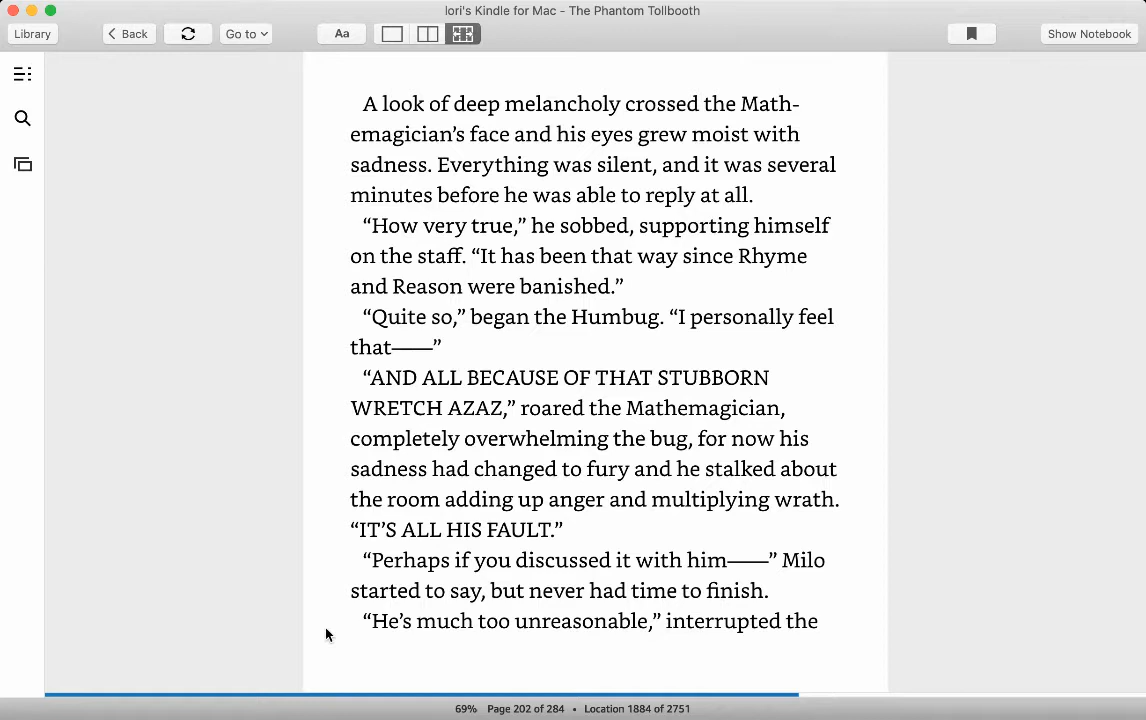 lori's Kindle for Mac - The Phantom Tollbooth
Library
Back
Go to
Aa
Show Notebook
A look of deep melancholy crossed the Math-
emagician’s face and his eyes grew moist with
sadness. Everything was silent, and it was several
minutes before he was able to reply at all.
“How very true,” he sobbed, supporting himself
on the staff. “It has been that way since Rhyme
and Reason were banished.”
“Quite so,” began the Humbug. “I personally feel
that——”
“AND ALL BECAUSE OF THAT STUBBORN
WRETCH AZAZ,” roared the Mathemagician,
completely overwhelming the bug, for now his
sadness had changed to fury and he stalked about
the room adding up anger and multiplying wrath.
“IT’S ALL HIS FAULT.”
“Perhaps if you discussed it with him——” Milo
started to say, but never had time to finish.
“He’s much too unreasonable,” interrupted the
69% Page 202 of 284 • Location 1884 of 2751